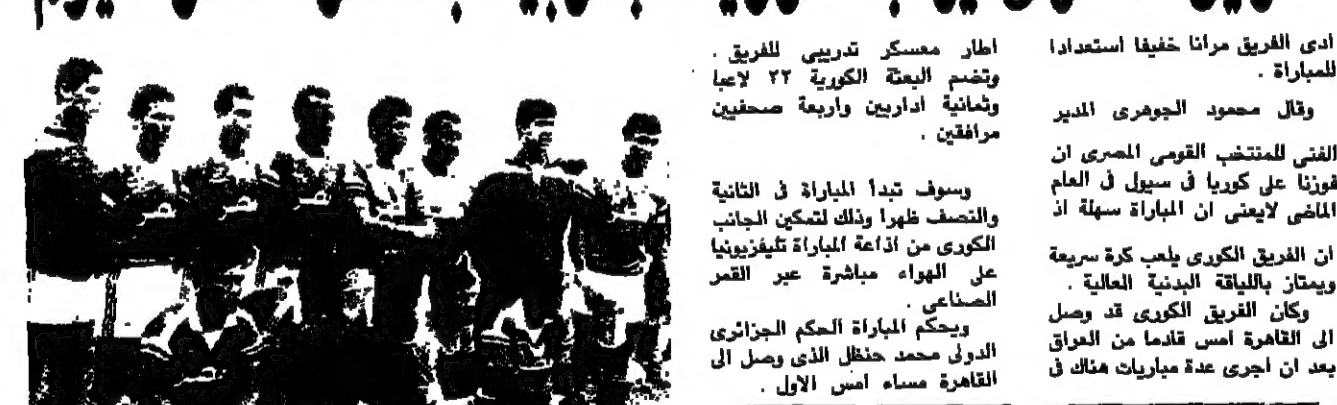 ادى الفريق مرانا خفيفا استعدادا
للمباراة .
وقال محمود الجوهرى المدير
الفنى للمنتخب القومى المصرى ان
فوزنا على كوريا فى سيول فى العام
الماضى لايعنى ان المباراة سهلة اذ
ان الفريق الكورى يلعب كرة سريعة
ويمتاز باللياقة البدنية العالية .
وكان الفريق الكورى قد وصل
الى القاهرة امس قادما من العراق
بعد ان اجرى عدة مباريات هناك فى
اطار معسكر تدريبى للفريق .
وتضم البعثة الكورية ٢٢ لاعبا
وثمانية اداريين واربعة صحفيين
مرافقين .
وسوف تبدأ المباراة فى الثانية
والنصف ظهرا وذلك لتمكين الجانب
الكورى من اذاعة المباراة تليفزيونيا
على الهواء مباشرة عبر القمر
الصناعى .
ويحكم المباراة الحكم الجزائرى
الدولى محمد حنظل الذى وصل الى
القاهرة مساء امس الاول .